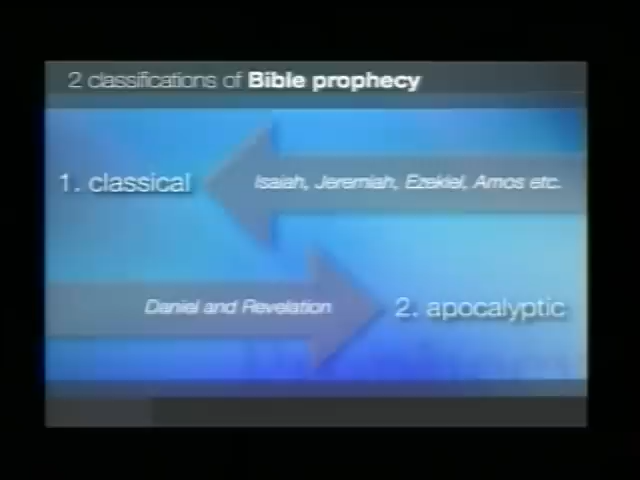 2 classifications of Bible prophecy
1. classical
Isaiah, Jeremiah, Ezekiel, Amos etc.
Daniel and Revelation
2. apocalyptic